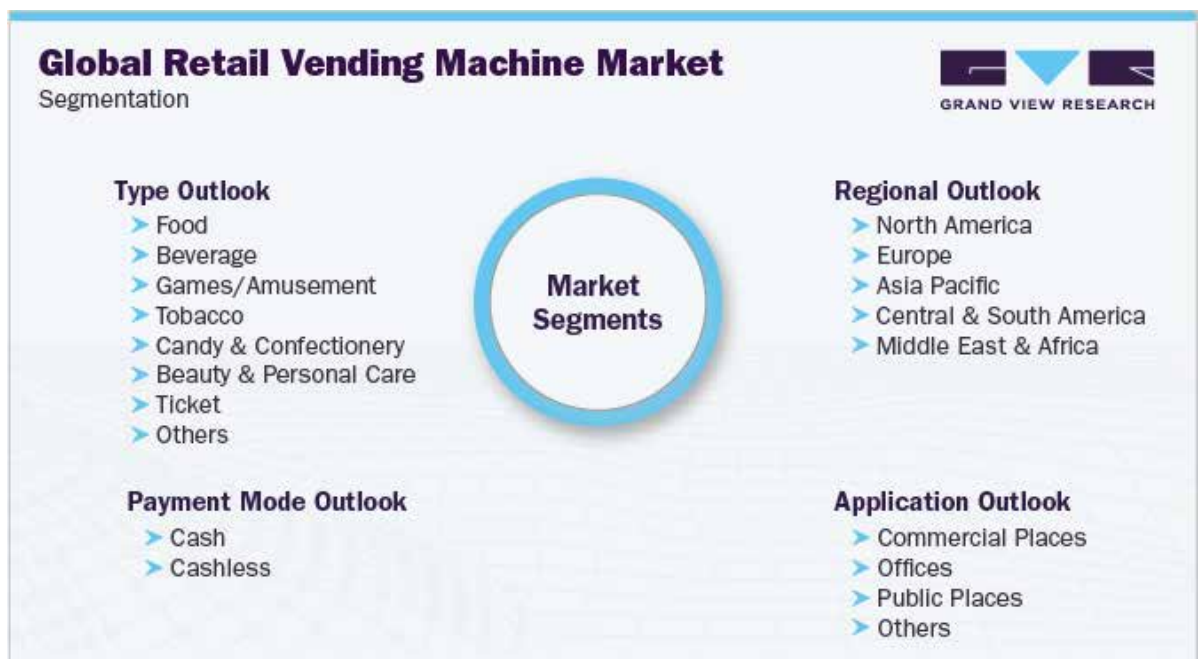 Global Retail Vending Machine Market
Segmentation
GRAND VIEW RESEARCH
Type Outlook
Food
Beverage
Games/Amusement
Tobacco
Candy & Confectionery
Beauty & Personal Care
Ticket
Others
Market
Segments
Regional Outlook
North America
Europe
Asia Pacific
Central & South America
Middle East & Africa
Payment Mode Outlook
Cash
Cashless
Application Outlook
Commercial Places
Offices
Public Places
Others